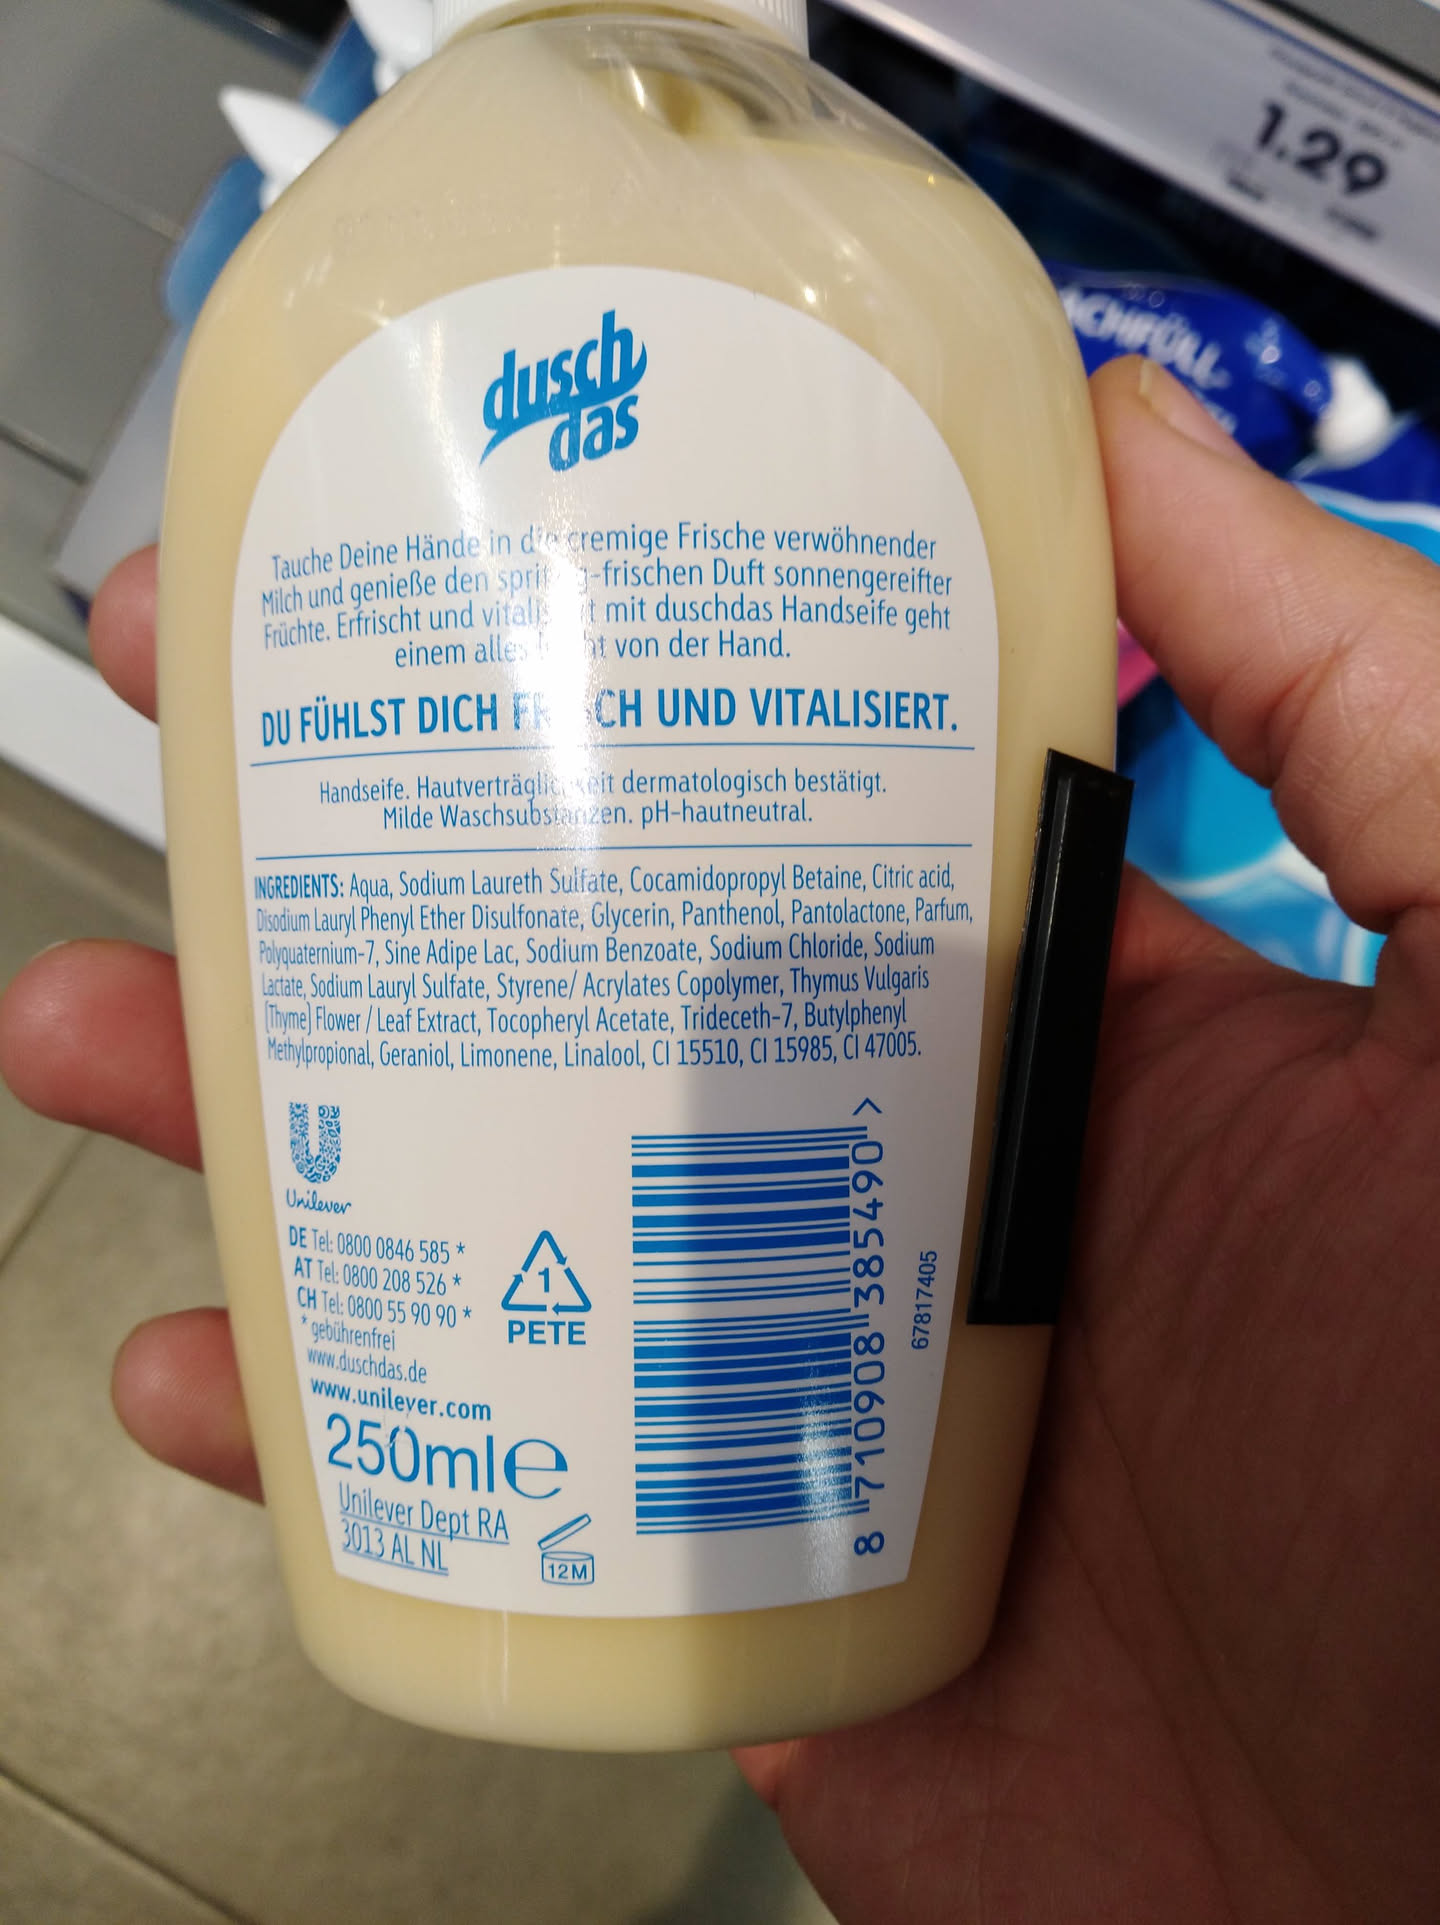 1.29
ACHFÜLL-
dusch
das
Tauche Deine Hände in die cremige Frische verwöhnender
Milch und genieße den spritzig-frischen Duft sonnengereifter
Früchte. Erfrischt und vitalisiert mit duschdas Handseife geht
einem alles leicht von der Hand.
DU FÜHLST DICH FRISCH UND VITALISIERT.
Handseife. Hautverträglichkeit dermatologisch bestätigt.
Milde Waschsubstanzen. pH-hautneutral.
INGREDIENTS: Aqua, Sodium Laureth Sulfate, Cocamidopropyl Betaine, Citric acid,
Disodium Lauryl Phenyl Ether Disulfonate, Glycerin, Panthenol, Pantolactone, Parfum,
Polyquaternium-7, Sine Adipe Lac, Sodium Benzoate, Sodium Chloride, Sodium
Lactate, Sodium Lauryl Sulfate, Styrene/ Acrylates Copolymer, Thymus Vulgaris
(Thyme) Flower / Leaf Extract, Tocopheryl Acetate, Trideceth-7, Butylphenyl
Methylpropional, Geraniol, Limonene, Linalool, CI 15510, CI 15985, CI 47005.
U
Unilever
DE Tel: 0800 0846 585 *
AT Tel: 0800 208 526 *
CH Tel: 0800 55 90 90 *
* gebührenfrei
www.duschdas.de
www.unilever.com
250ml℮
Unilever Dept RA
3013 AL NL
1
PETE
12M
8 710908 385490 >
67817405